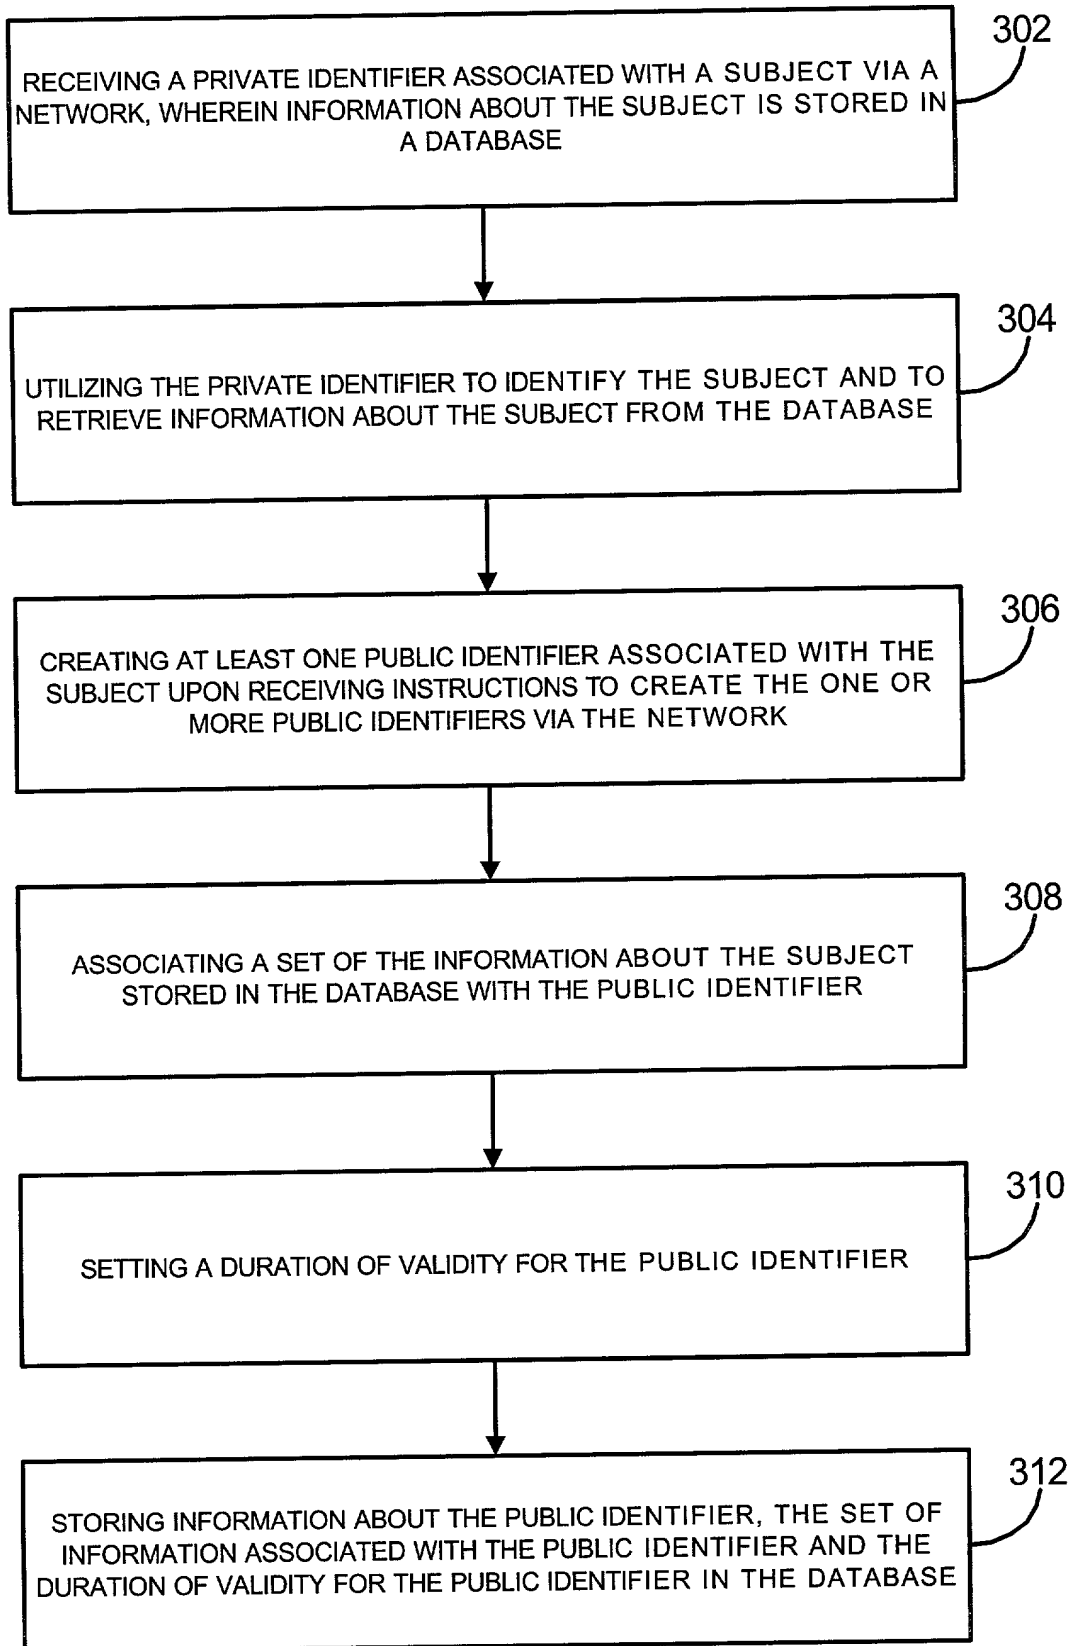 302
RECEIVING A PRIVATE IDENTIFIER ASSOCIATED WITH A SUBJECT VIA A
NETWORK, WHEREIN INFORMATION ABOUT THE SUBJECT IS STORED IN
A DATABASE
304
UTILIZING THE PRIVATE IDENTIFIER TO IDENTIFY THE SUBJECT AND TO
RETRIEVE INFORMATION ABOUT THE SUBJECT FROM THE DATABASE
306
CREATING AT LEAST ONE PUBLIC IDENTIFIER ASSOCIATED WITH THE
SUBJECT UPON RECEIVING INSTRUCTIONS TO CREATE THE ONE OR
MORE PUBLIC IDENTIFIERS VIA THE NETWORK
308
ASSOCIATING A SET OF THE INFORMATION ABOUT THE SUBJECT
STORED IN THE DATABASE WITH THE PUBLIC IDENTIFIER
310
SETTING A DURATION OF VALIDITY FOR THE PUBLIC IDENTIFIER
312
STORING INFORMATION ABOUT THE PUBLIC IDENTIFIER, THE SET OF
INFORMATION ASSOCIATED WITH THE PUBLIC IDENTIFIER AND THE
DURATION OF VALIDITY FOR THE PUBLIC IDENTIFIER IN THE DATABASE